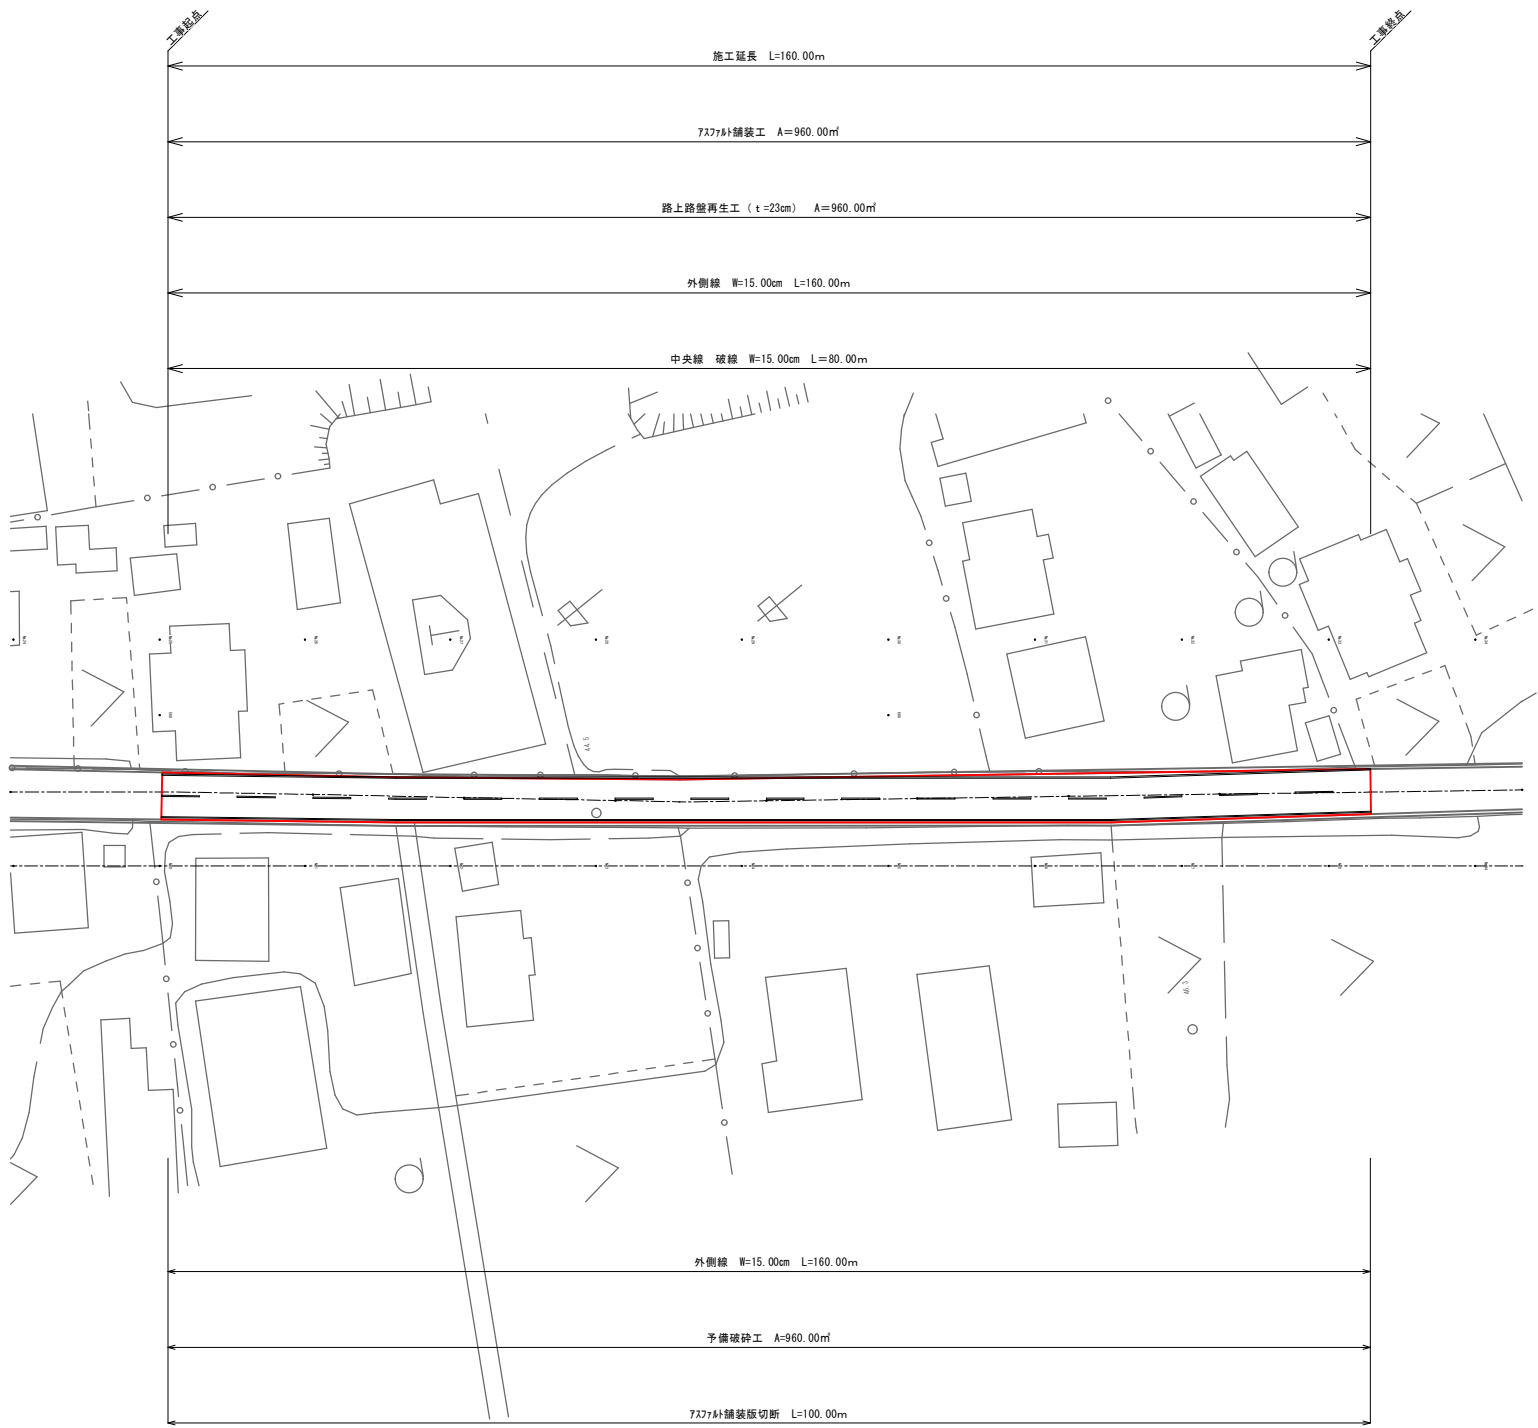 工事起点
工事終点
施工延長 L=160.00m
ｱｽﾌｧﾙﾄ舗装工 A=960.00㎡
路上路盤再生工（t=23cm） A=960.00㎡
外側線 W=15.00cm L=160.00m
中央線 破線 W=15.00cm L=80.00m
44.5
46.3
外側線 W=15.00cm L=160.00m
予備破砕工 A=960.00㎡
ｱｽﾌｧﾙﾄ舗装版切断 L=100.00m